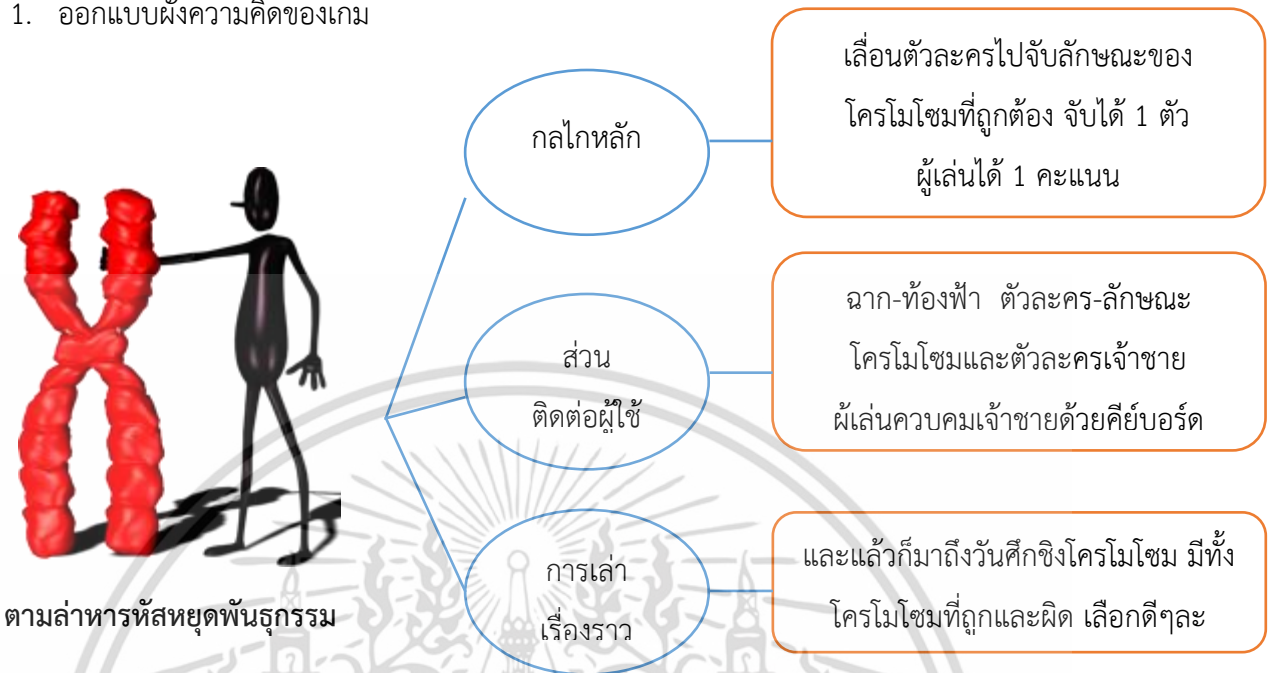 1. ออกแบบผังความคิดของเกม
เลื่อนตัวละครไปจับลักษณะของ
โครโมโซมที่ถูกต้อง จับได้ 1 ตัว
ผู้เล่นได้ 1 คะแนน
กลไกหลัก
ฉาก-ท้องฟ้า ตัวละคร-ลักษณะ
โครโมโซมและตัวละครเจ้าชาย
ผู้เล่นควบคุมเจ้าชายด้วยคีย์บอร์ด
ส่วน
ติดต่อผู้ใช้
และแล้วก็มาถึงวันศึกชิงโครโมโซม มีทั้ง
โครโมโซมที่ถูกและผิด เลือกดีๆละ
การเล่า
เรื่องราว
ตามล่าหารหัสหยุดพันธุกรรม